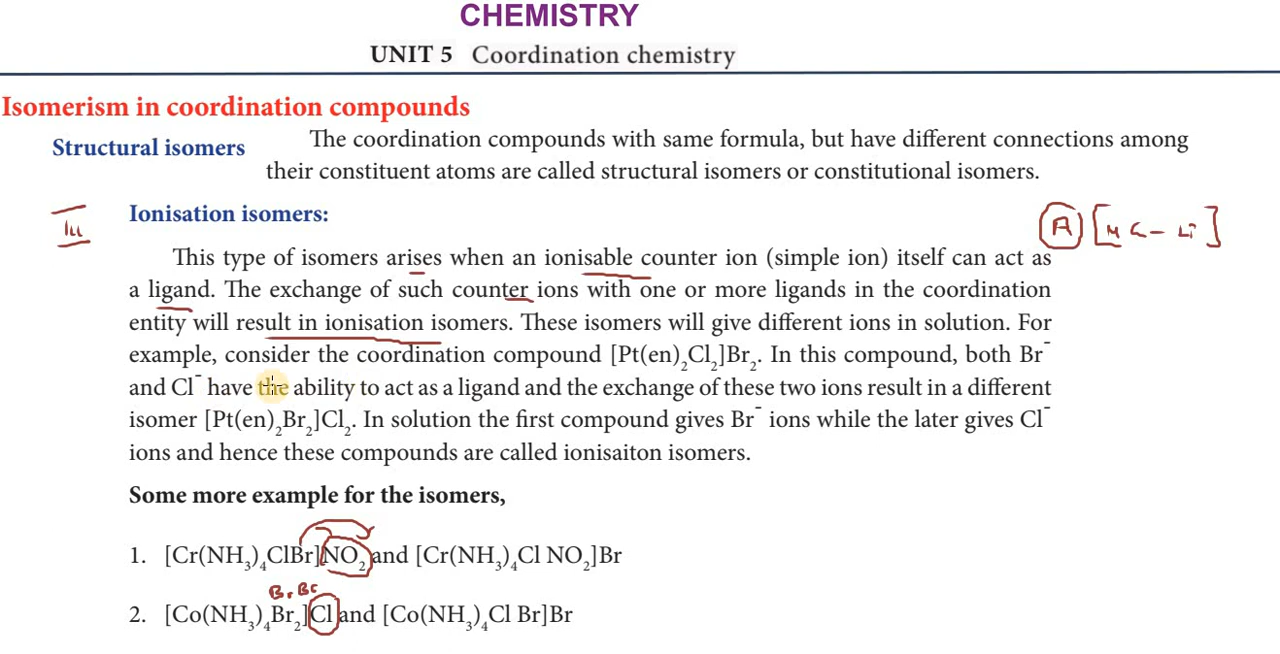 CHEMISTRY
UNIT 5 Coordination chemistry
Isomerism in coordination compounds
Structural isomers The coordination compounds with same formula, but have different connections among
their constituent atoms are called structural isomers or constitutional isomers.
III Ionisation isomers:
A [M ← Li]
This type of isomers arises when an ionisable counter ion (simple ion) itself can act as
a ligand. The exchange of such counter ions with one or more ligands in the coordination
entity will result in ionisation isomers. These isomers will give different ions in solution. For
example, consider the coordination compound [Pt(en)₂Cl₂]Br₂. In this compound, both Br⁻
and Cl⁻ have the ability to act as a ligand and the exchange of these two ions result in a different
isomer [Pt(en)₂Br₂]Cl₂. In solution the first compound gives Br⁻ ions while the later gives Cl⁻
ions and hence these compounds are called ionisaiton isomers.
Some more example for the isomers,
1. [Cr(NH₃)₄ClBr]NO₂ and [Cr(NH₃)₄Cl NO₂]Br
Br Br
2. [Co(NH₃)₄Br₂]Cl and [Co(NH₃)₄Cl Br]Br